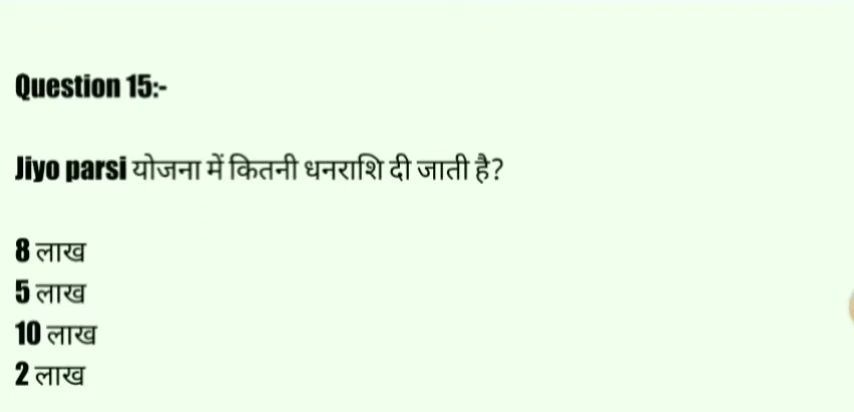 Question 15:-
Jiyo parsi योजना में कितनी धनराशि दी जाती है?
8 लाख
5 लाख
10 लाख
2 लाख